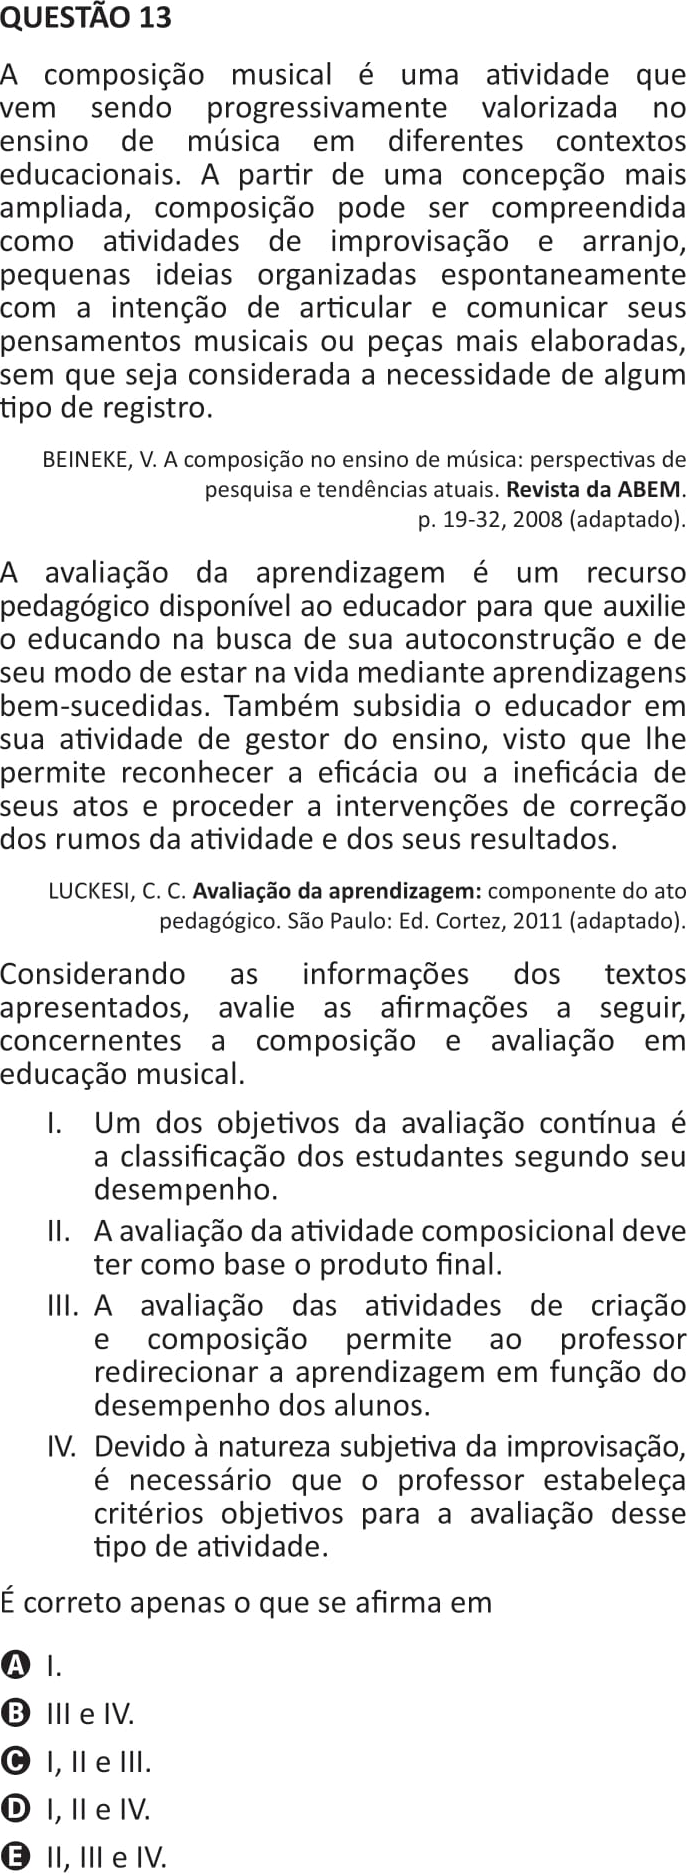 QUESTÃO 13
A composição musical é uma atividade que
vem sendo progressivamente valorizada no
ensino de música em diferentes contextos
educacionais. A partir de uma concepção mais
ampliada, composição pode ser compreendida
como atividades de improvisação e arranjo,
pequenas ideias organizadas espontaneamente
com a intenção de articular e comunicar seus
pensamentos musicais ou peças mais elaboradas,
sem que seja considerada a necessidade de algum
tipo de registro.
BEINEKE, V. A composição no ensino de música: perspectivas de
pesquisa e tendências atuais. Revista da ABEM.
p. 19-32, 2008 (adaptado).
A avaliação da aprendizagem é um recurso
pedagógico disponível ao educador para que auxilie
o educando na busca de sua autoconstrução e de
seu modo de estar na vida mediante aprendizagens
bem-sucedidas. Também subsidia o educador em
sua atividade de gestor do ensino, visto que lhe
permite reconhecer a eficácia ou a ineficácia de
seus atos e proceder a intervenções de correção
dos rumos da atividade e dos seus resultados.
LUCKESI, C. C. Avaliação da aprendizagem: componente do ato
pedagógico. São Paulo: Ed. Cortez, 2011 (adaptado).
Considerando as informações dos textos
apresentados, avalie as afirmações a seguir,
concernentes a composição e avaliação em
educação musical.
I. Um dos objetivos da avaliação contínua é
a classificação dos estudantes segundo seu
desempenho.
II. A avaliação da atividade composicional deve
ter como base o produto final.
III. A avaliação das atividades de criação
e composição permite ao professor
redirecionar a aprendizagem em função do
desempenho dos alunos.
IV. Devido à natureza subjetiva da improvisação,
é necessário que o professor estabeleça
critérios objetivos para a avaliação desse
tipo de atividade.
É correto apenas o que se afirma em
A I.
B III e IV.
C I, II e III.
D I, II e IV.
E II, III e IV.